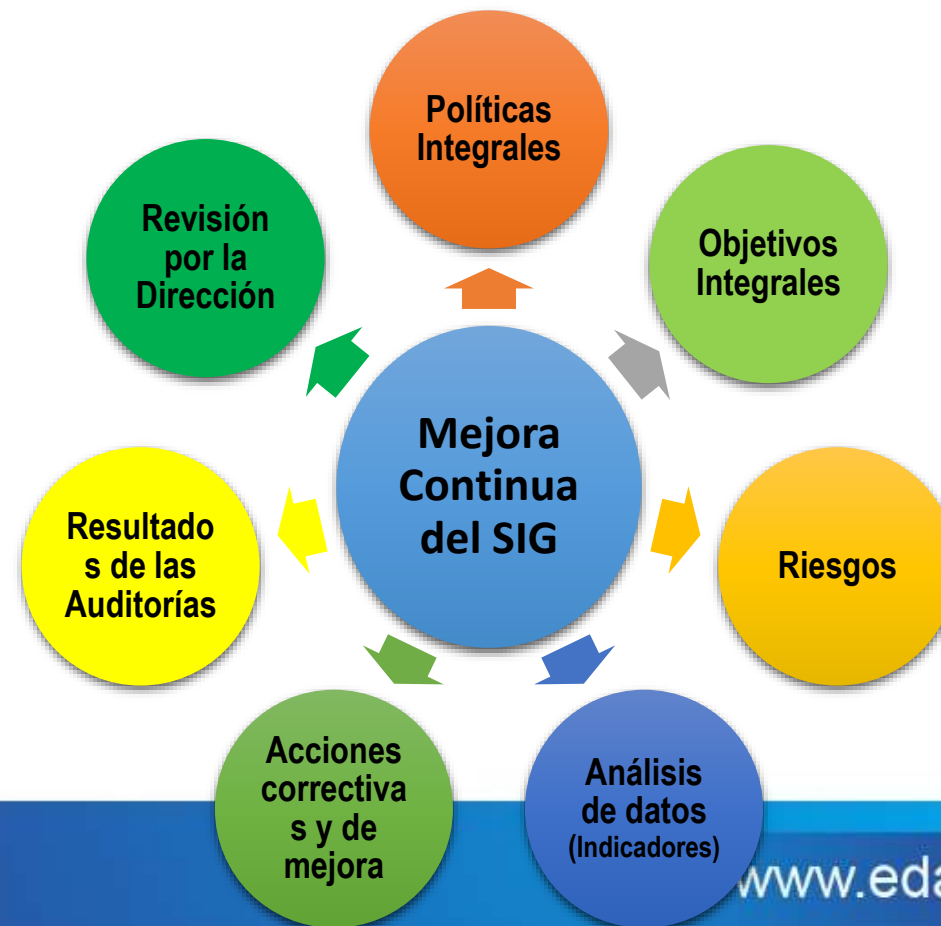 Políticas
Integrales
Objetivos
Integrales
Riesgos
Análisis
de datos
(Indicadores)
Acciones
correctiva
s y de
mejora
Resultado
s de las
Auditorías
Revisión
por la
Dirección
Mejora
Continua
del SIG
www.eda